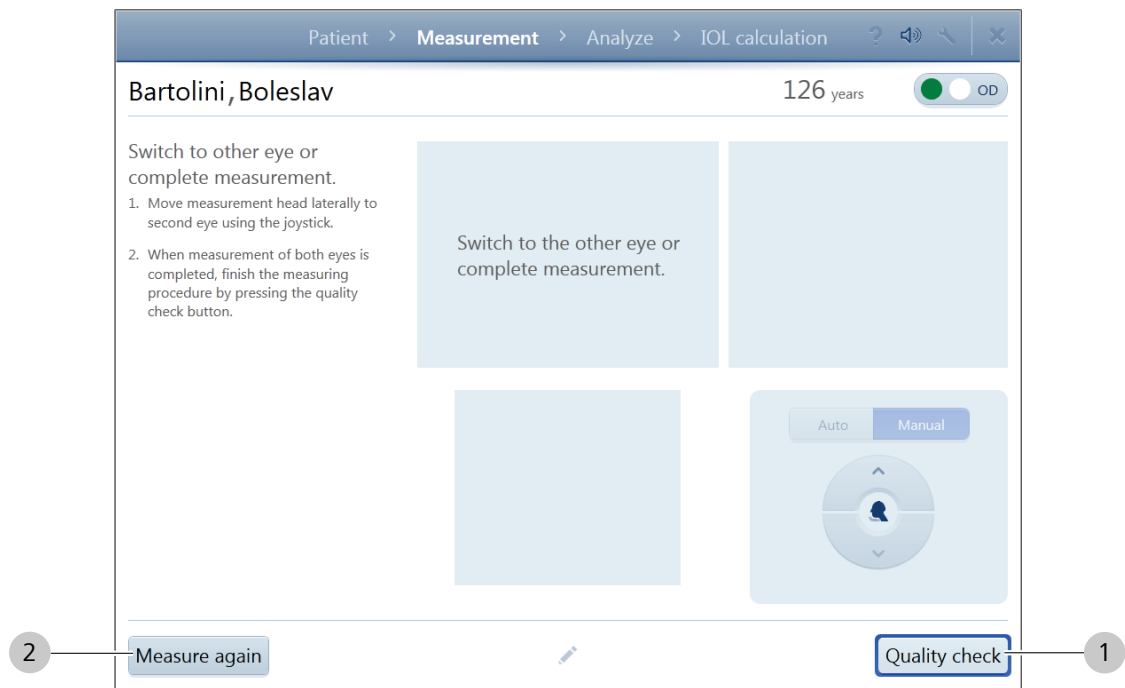 Patient > Measurement > Analyze > IOL calculation ?
Bartolini, Boleslav
126 years
OD
Switch to other eye or
complete measurement.
1. Move measurement head laterally to
second eye using the joystick.
2. When measurement of both eyes is
completed, finish the measuring
procedure by pressing the quality
check button.
Switch to the other eye or
complete measurement.
Auto Manual
2 Measure again
Quality check 1